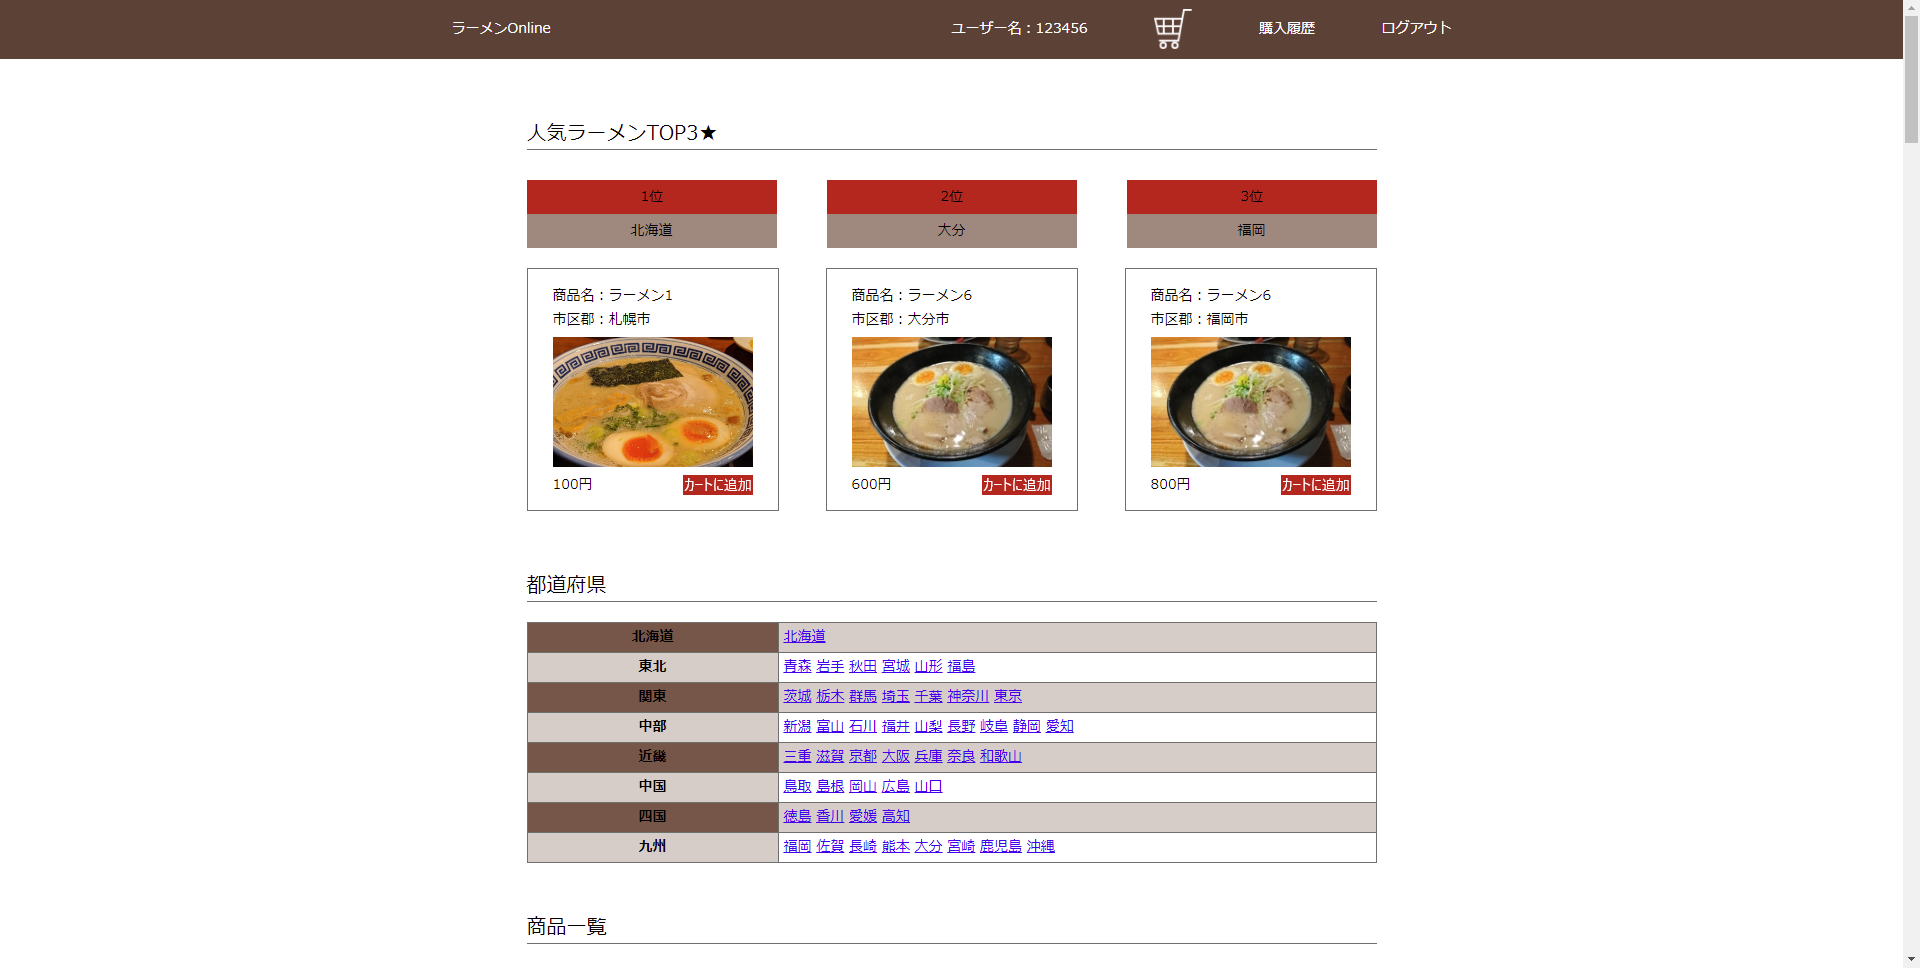 ラーメンOnline
ユーザー名：123456
購入履歴
ログアウト
人気ラーメンTOP3★
1位
2位
3位
北海道
大分
福岡
商品名：ラーメン1
市区郡：札幌市
100円
カートに追加
商品名：ラーメン6
市区郡：大分市
600円
カートに追加
商品名：ラーメン6
市区郡：福岡市
800円
カートに追加
都道府県
北海道 北海道
東北 青森 岩手 秋田 宮城 山形 福島
関東 茨城 栃木 群馬 埼玉 千葉 神奈川 東京
中部 新潟 富山 石川 福井 山梨 長野 岐阜 静岡 愛知
近畿 三重 滋賀 京都 大阪 兵庫 奈良 和歌山
中国 鳥取 島根 岡山 広島 山口
四国 徳島 香川 愛媛 高知
九州 福岡 佐賀 長崎 熊本 大分 宮崎 鹿児島 沖縄
商品一覧